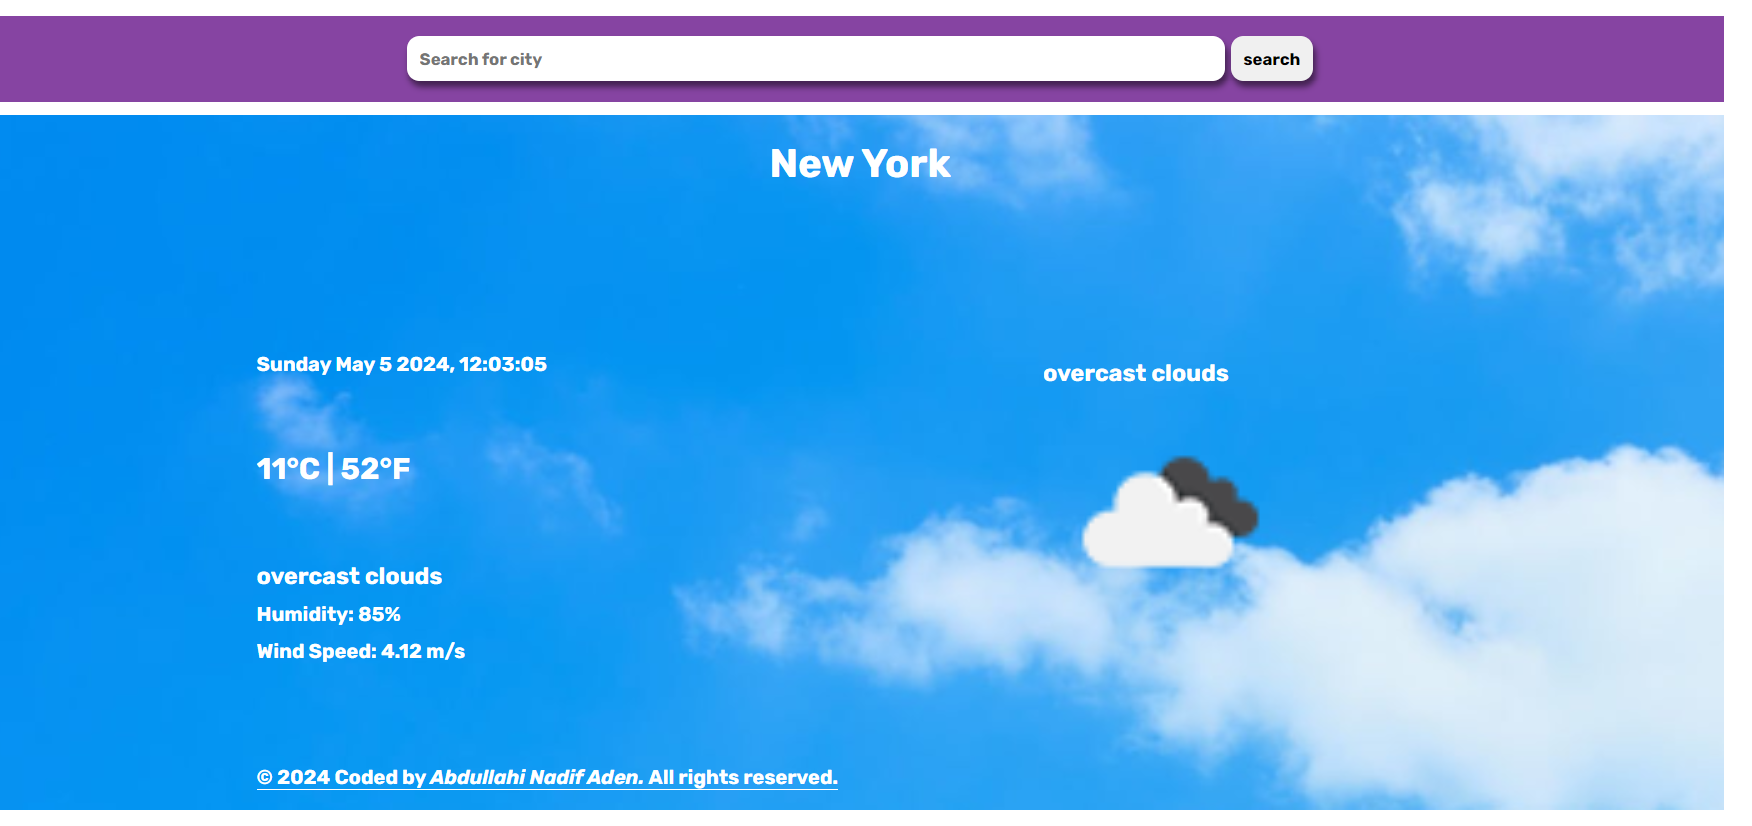 Search for city
search
New York
Sunday May 5 2024, 12:03:05
overcast clouds
11°C | 52°F
overcast clouds
Humidity: 85%
Wind Speed: 4.12 m/s
© 2024 Coded by Abdullahi Nadif Aden. All rights reserved.